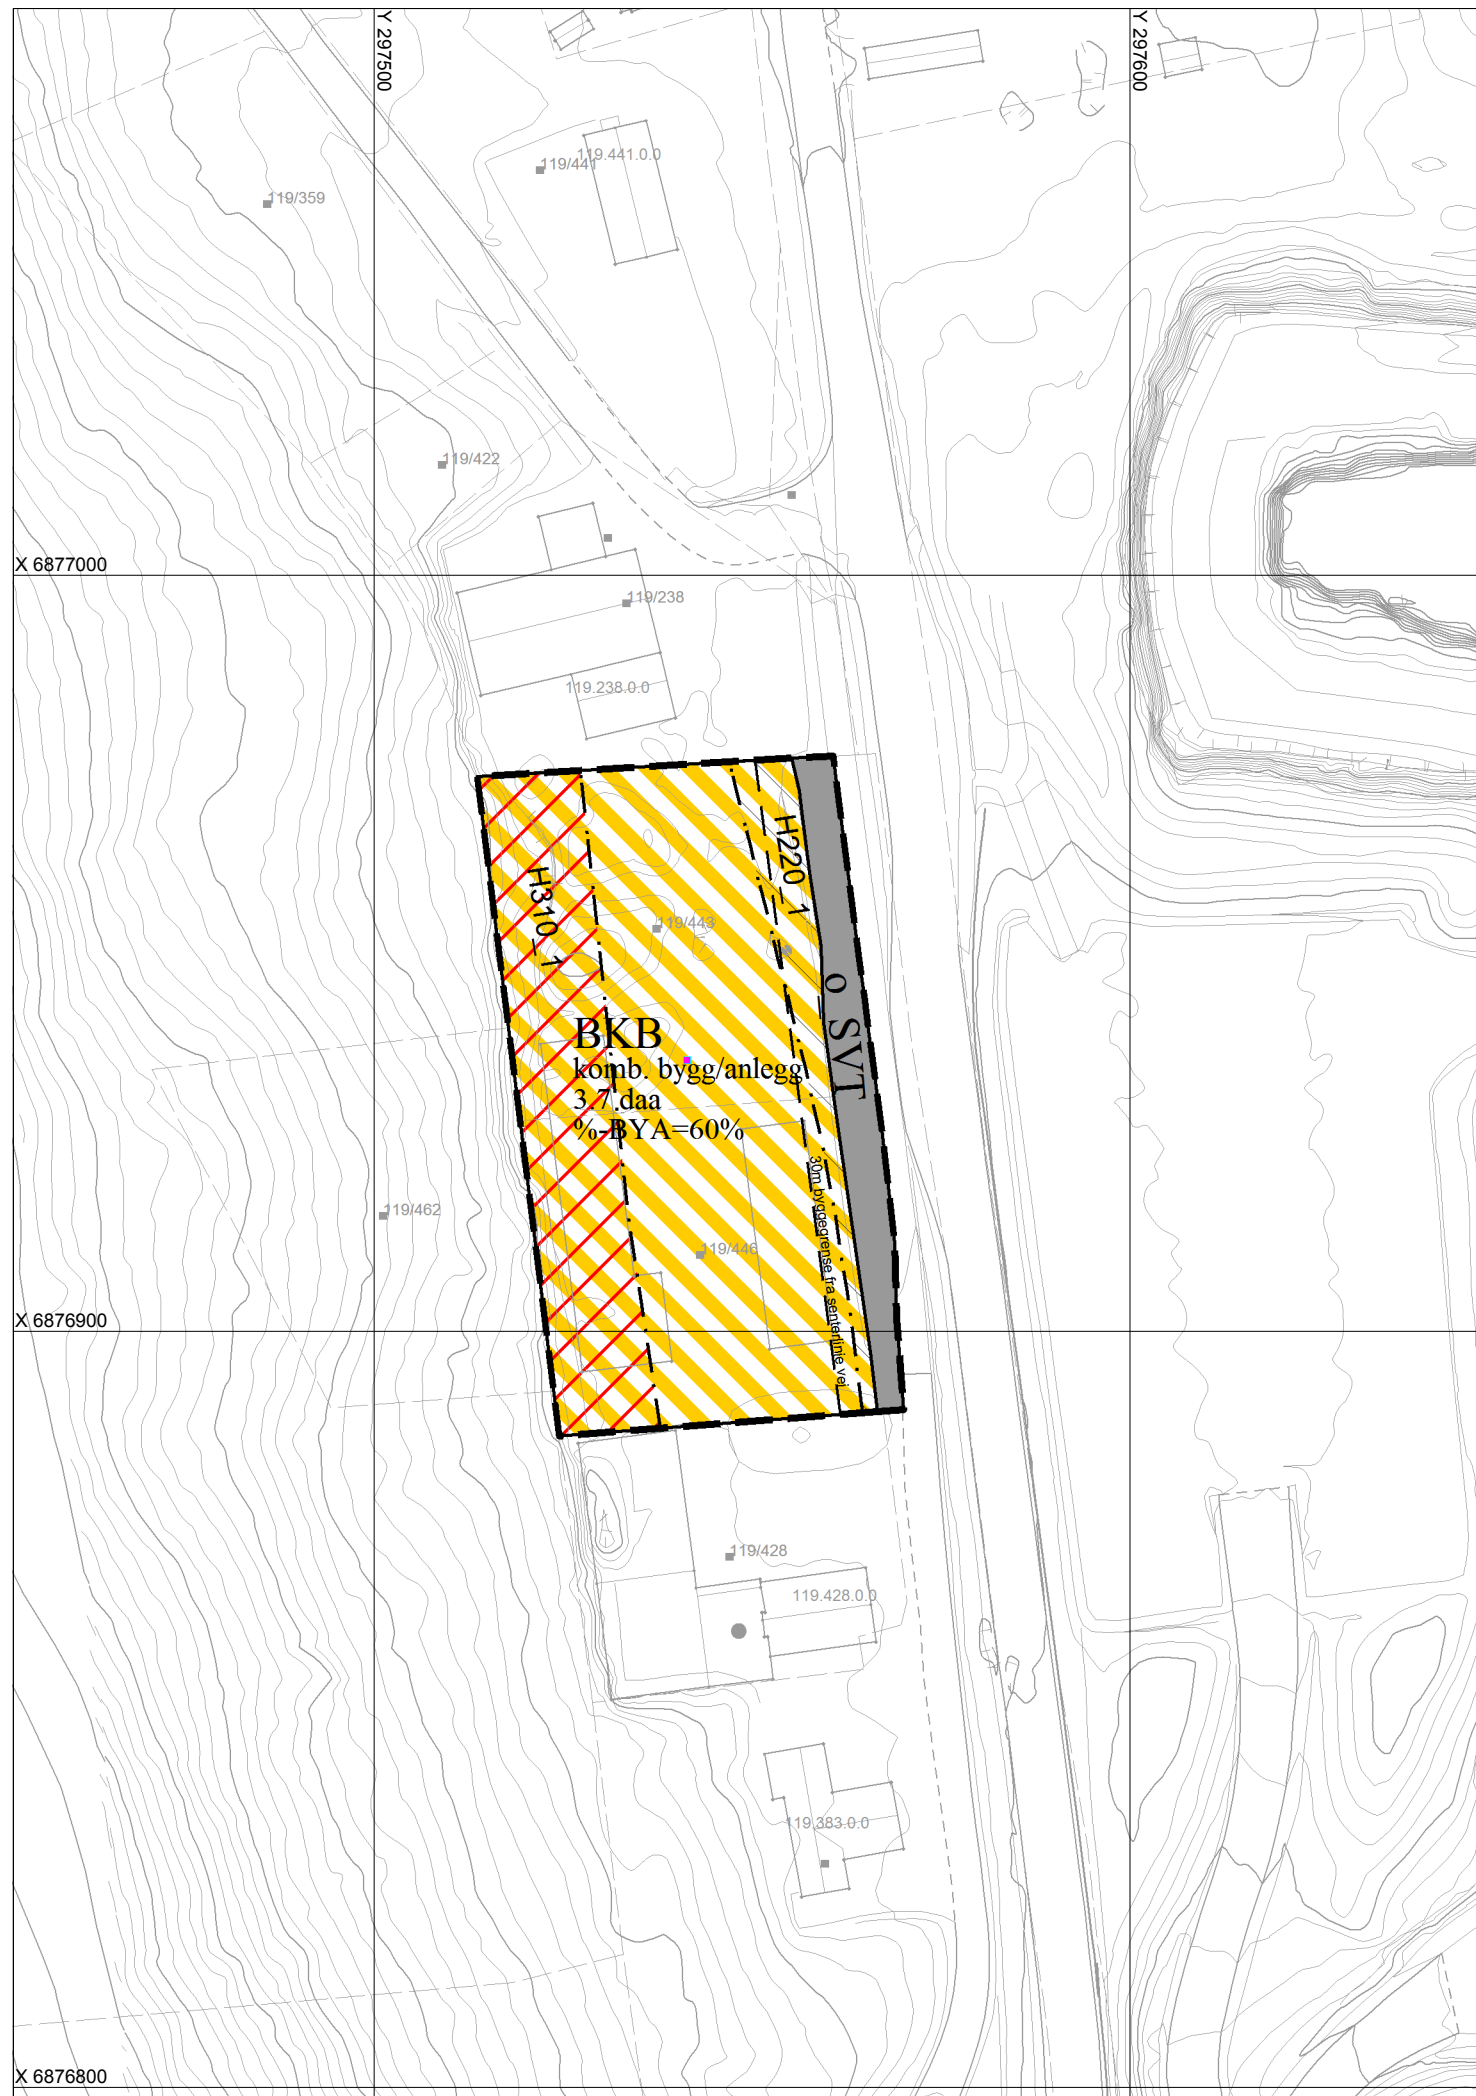 Y 297500
Y 297600
119.441.0.0
119/441
119/359
119/422
X 6877000
119/238
119.238.0.0
H220_1
H310_1
119/443
o_SVT
BKB
komb. bygg/anlegg
3.7 daa
%-BYA=60%
30m byggegrense fra senterlinje vei
119/462
119/446
X 6876900
119/428
119.428.0.0
119.383.0.0
X 6876800